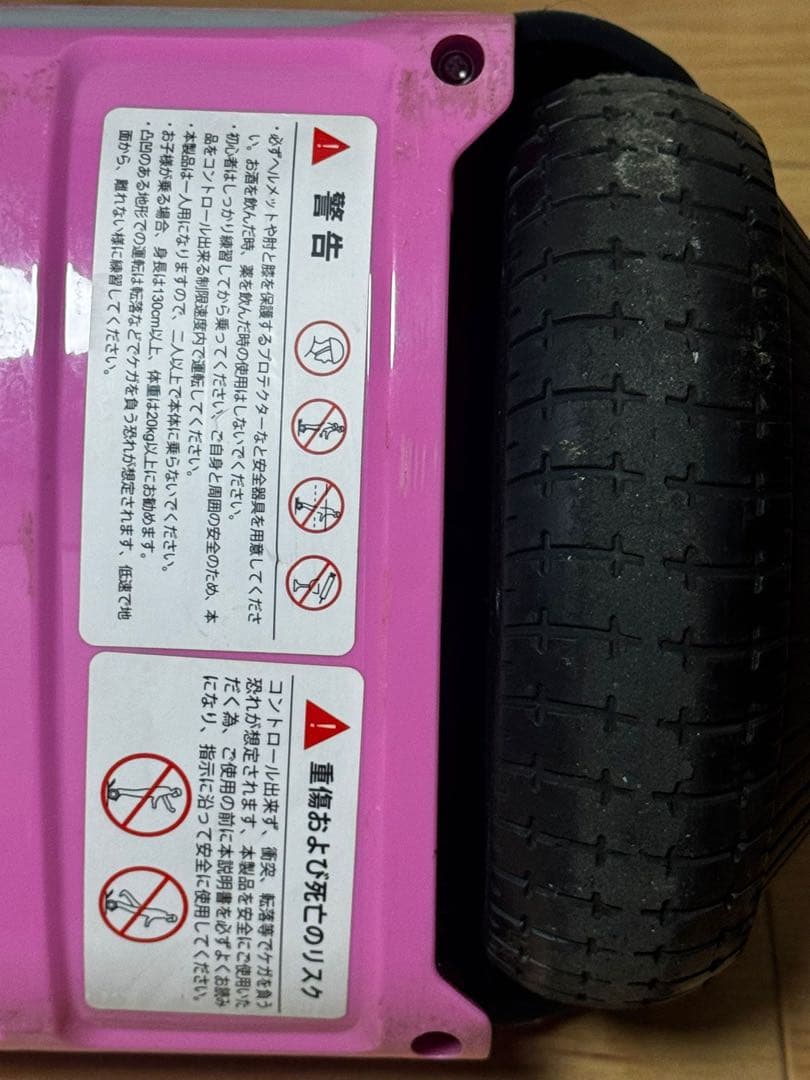 警告
・必ずヘルメットや肘と膝を保護するプロテクターなど安全器具を用意してくださ
い。お酒を飲んだ時、薬を飲んだ時の使用はしないでください。
・初心者はしっかり練習してから乗ってください、ご自身と周囲の安全のため、本
品をコントロール出来る制限速度内で運転してください。
・本製品は一人用になりますので、二人以上で本体に乗らないでください。
・お子様が乗る場合、身長は130cm以上、体重は20kg以上にお勧めます。
・凸凹のある地形での運転は転落などでケガを負う恐れが想定されます、低速で地
面から、離れない様に練習してください。
重傷および死亡のリスク
コントロール出来ず、衝突、転落等でケガを負う
恐れが想定されます、本製品を安全にご使用いた
だく為、ご使用の前に本説明書を必ずよくお読み
になり、指示に沿って安全に使用してください。